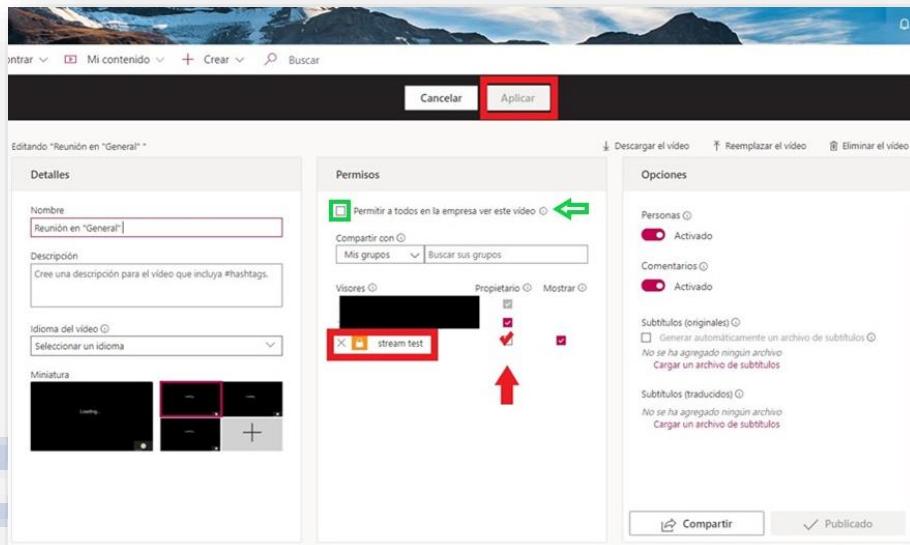 ontrar Mi contenido Crear Buscar
Cancelar Aplicar
Editando "Reunión en "General" "
Descargar el vídeo Reemplazar el vídeo Eliminar el vídeo
Detalles
Nombre
Reunión en "General"
Descripción
Cree una descripción para el vídeo que incluya #hashtags.
Idioma del vídeo
Seleccionar un idioma
Miniatura
Loading...
Permisos
Permitir a todos en la empresa ver este vídeo
Compartir con
Mis grupos Buscar sus grupos
Visores Propietario Mostrar
stream test
Opciones
Personas
Activado
Comentarios
Activado
Subtítulos (originales)
Generar automáticamente un archivo de subtítulos
No se ha agregado ningún archivo
Cargar un archivo de subtítulos
Subtítulos (traducidos)
No se ha agregado ningún archivo
Cargar un archivo de subtítulos
Compartir Publicado